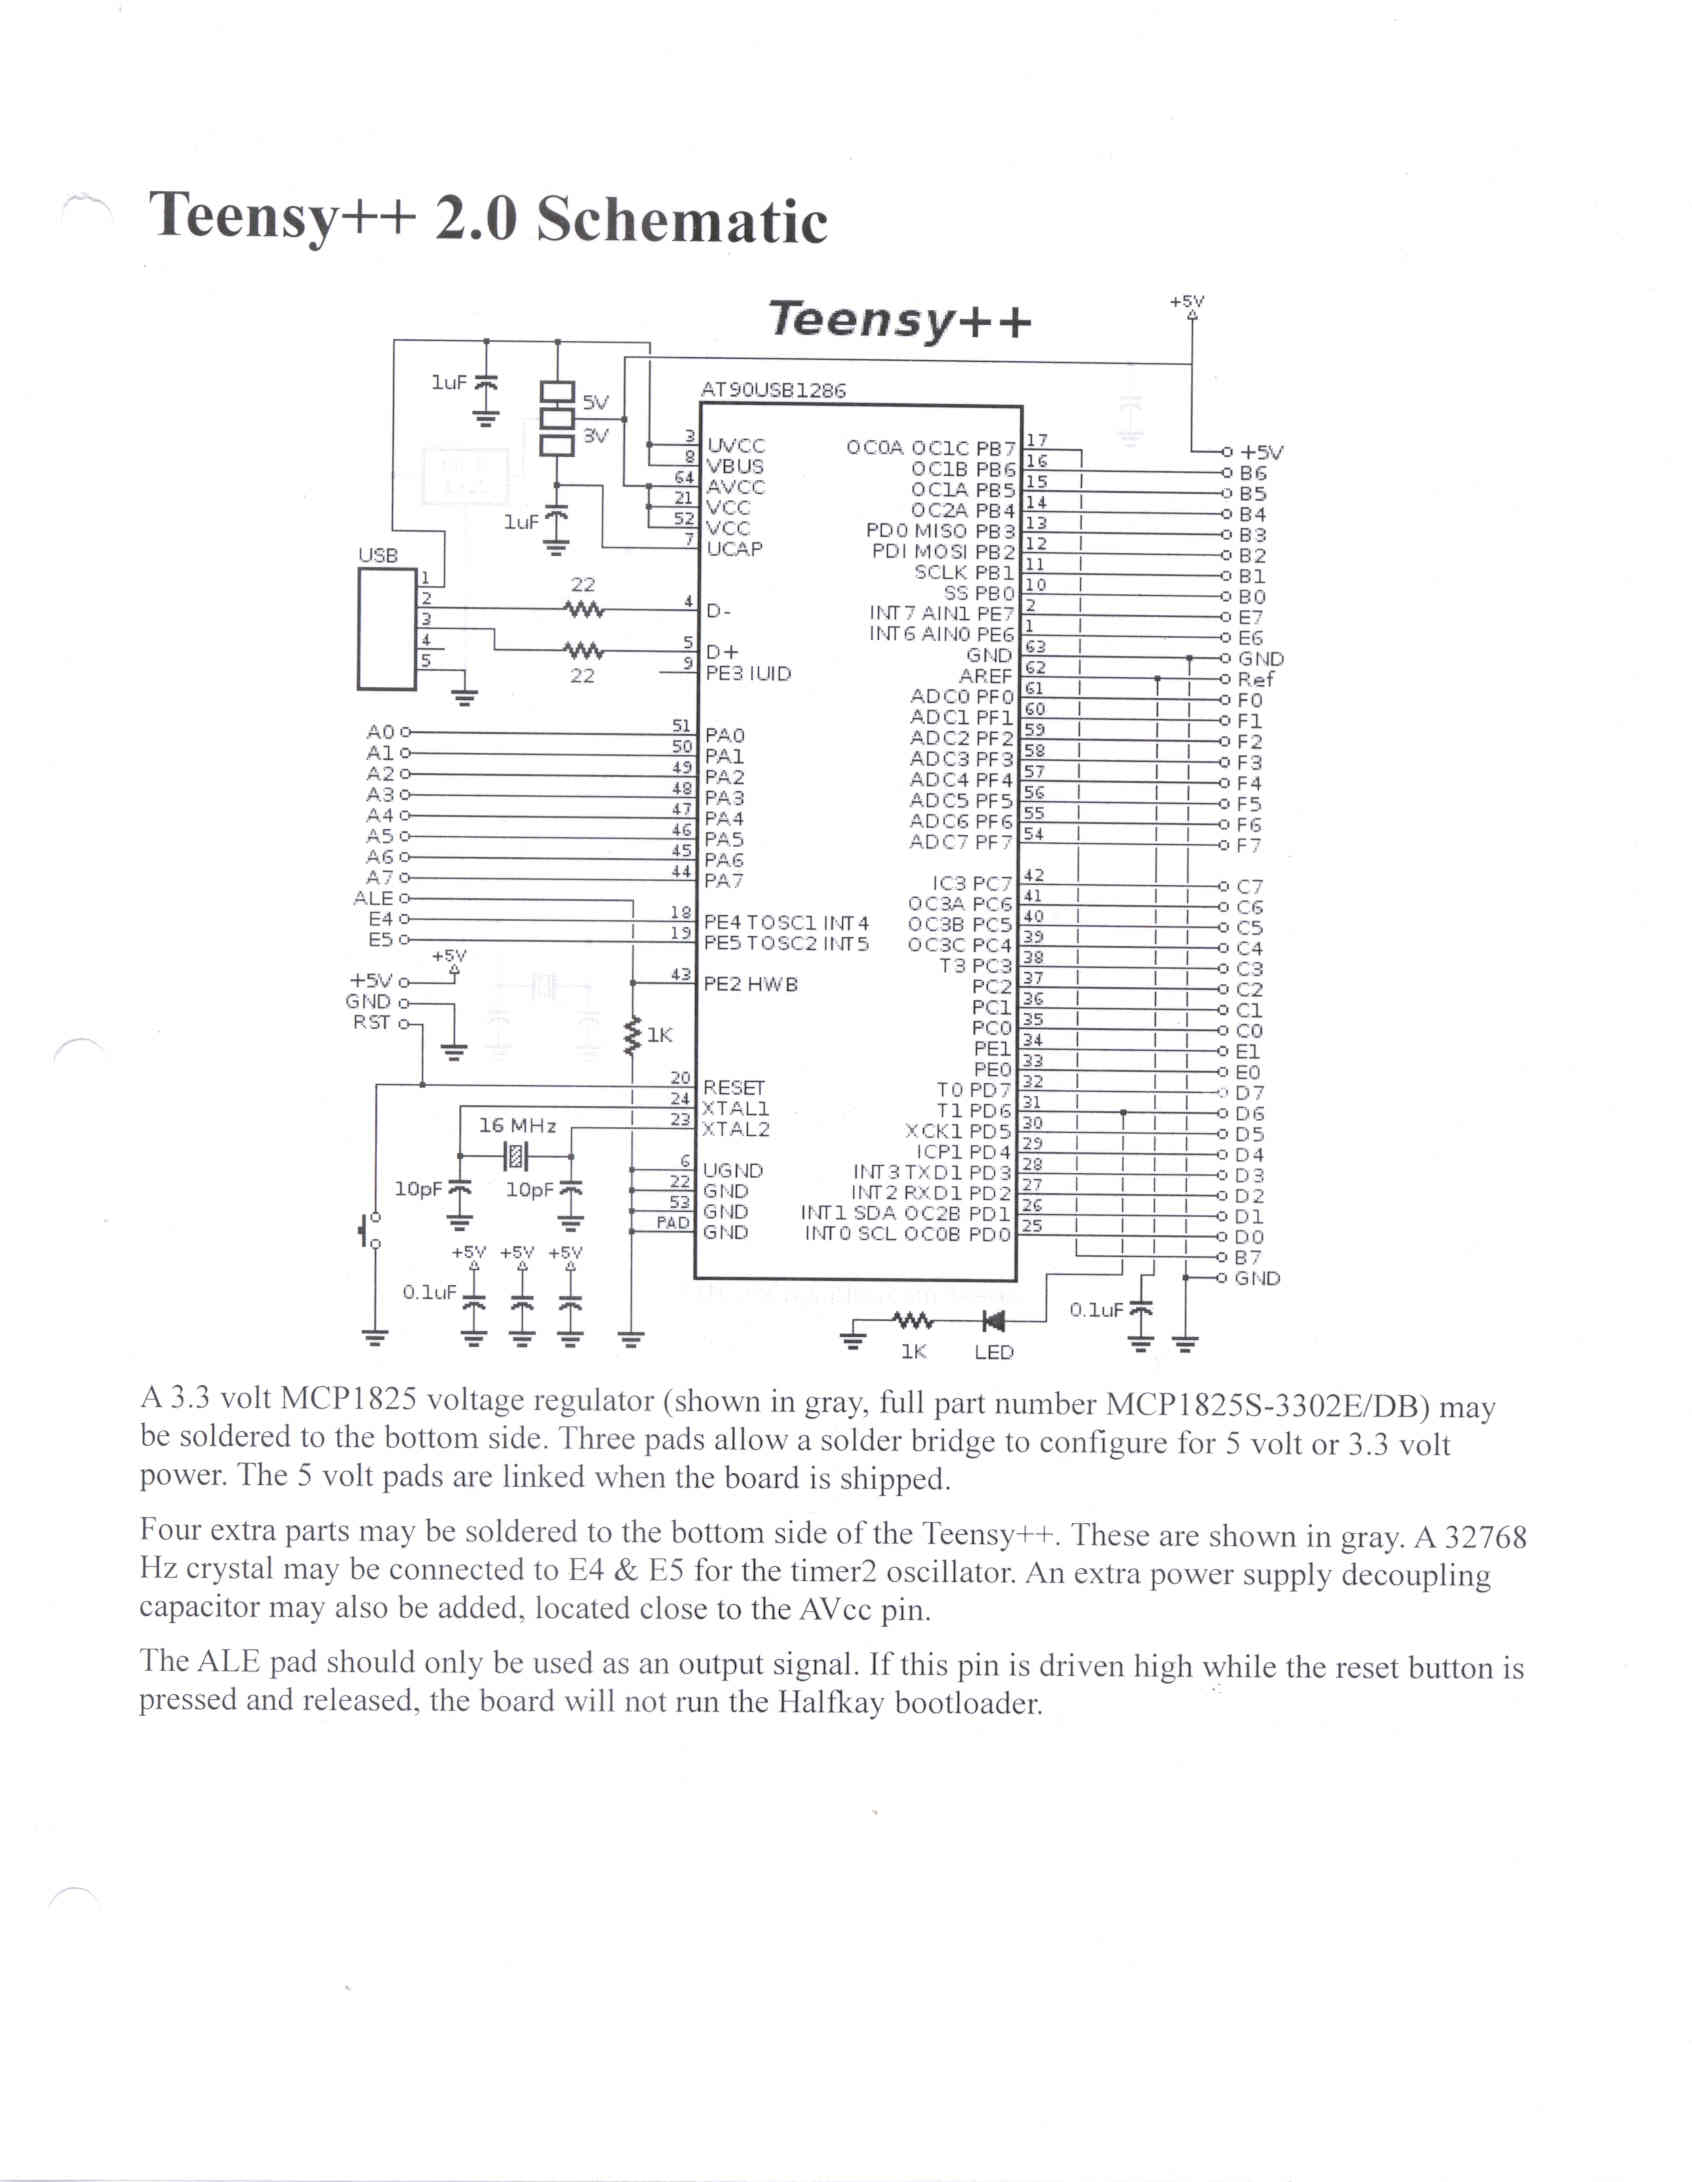 Teensy++ 2.0 Schematic
Teensy++
+5V
1uF
5V
3V
1uF
USB
1
2
3
4
5
22
22
AT90USB1286
3 UVCC
8 VBUS
64 AVCC
21 VCC
52 VCC
7 UCAP
4 D-
5 D+
9 PE3 IUID
A0 51 PA0
A1 50 PA1
A2 49 PA2
A3 48 PA3
A4 47 PA4
A5 46 PA5
A6 45 PA6
A7 44 PA7
ALE
E4 18 PE4 TOSC1 INT4
E5 19 PE5 TOSC2 INT5
+5V
+5V
43 PE2 HWB
GND
RST
1K
20 RESET
24 XTAL1
23 XTAL2
16 MHz
10pF
10pF
6 UGND
22 GND
53 GND
PAD GND
+5V +5V +5V
0.1uF
+5V
OC0A OC1C PB7 17
OC1B PB6 16 B6
OC1A PB5 15 B5
OC2A PB4 14 B4
PDO MISO PB3 13 B3
PDI MOSI PB2 12 B2
SCLK PB1 11 B1
SS PB0 10 B0
INT7 AIN1 PE7 2 E7
INT6 AIN0 PE6 1 E6
GND 63 GND
AREF 62 Ref
ADC0 PF0 61 F0
ADC1 PF1 60 F1
ADC2 PF2 59 F2
ADC3 PF3 58 F3
ADC4 PF4 57 F4
ADC5 PF5 56 F5
ADC6 PF6 55 F6
ADC7 PF7 54 F7
IC3 PC7 42 C7
OC3A PC6 41 C6
OC3B PC5 40 C5
OC3C PC4 39 C4
T3 PC3 38 C3
PC2 37 C2
PC1 36 C1
PC0 35 C0
PE1 34 E1
PE0 33 E0
T0 PD7 32 D7
T1 PD6 31 D6
XCK1 PD5 30 D5
ICP1 PD4 29 D4
INT3 TXD1 PD3 28 D3
INT2 RXD1 PD2 27 D2
INT1 SDA OC2B PD1 26 D1
INT0 SCL OC0B PD0 25 D0
B7
GND
0.1uF
1K
LED
A 3.3 volt MCP1825 voltage regulator (shown in gray, full part number MCP1825S-3302E/DB) may
be soldered to the bottom side. Three pads allow a solder bridge to configure for 5 volt or 3.3 volt
power. The 5 volt pads are linked when the board is shipped.
Four extra parts may be soldered to the bottom side of the Teensy++. These are shown in gray. A 32768
Hz crystal may be connected to E4 & E5 for the timer2 oscillator. An extra power supply decoupling
capacitor may also be added, located close to the AVcc pin.
The ALE pad should only be used as an output signal. If this pin is driven high while the reset button is
pressed and released, the board will not run the Halfkay bootloader.